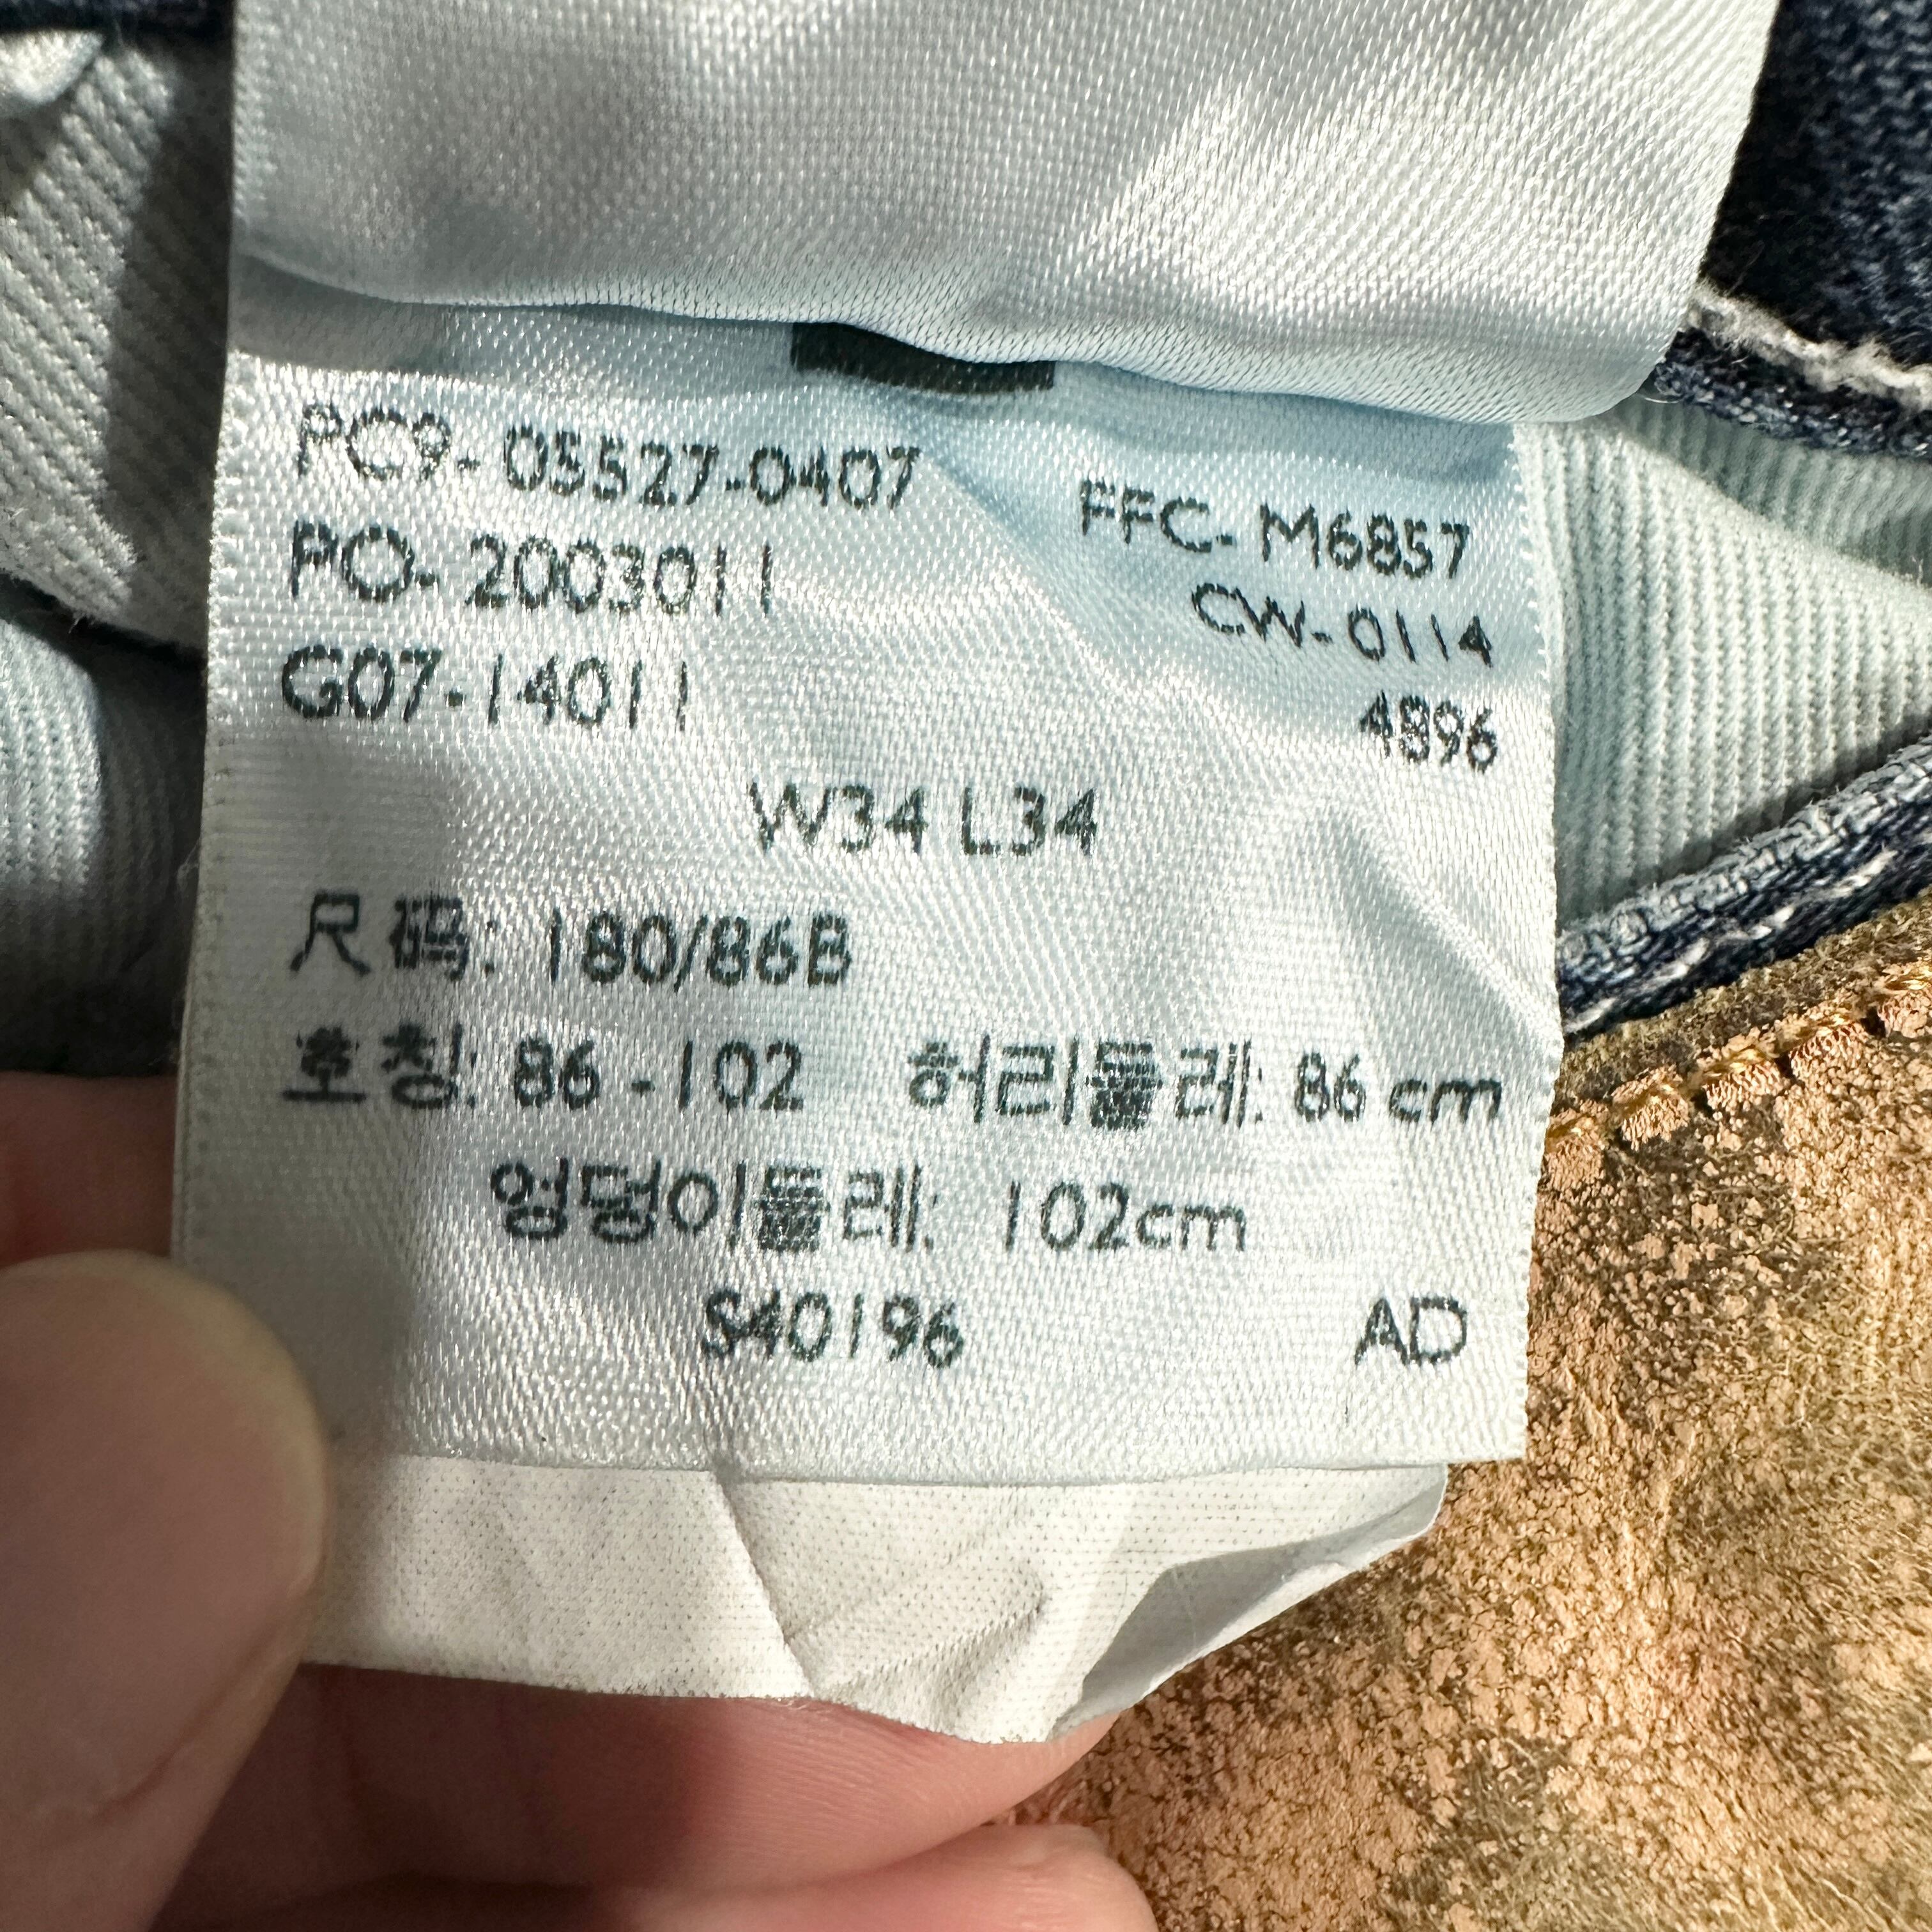 PC9-05527-0407
FFC-M6857
PO-2003011
CW-0114
G07-14011
4896
W34 L34
尺码: 180/86B
호칭: 86-102 허리둘레: 86 cm
엉덩이둘레: 102cm
S40196 AD